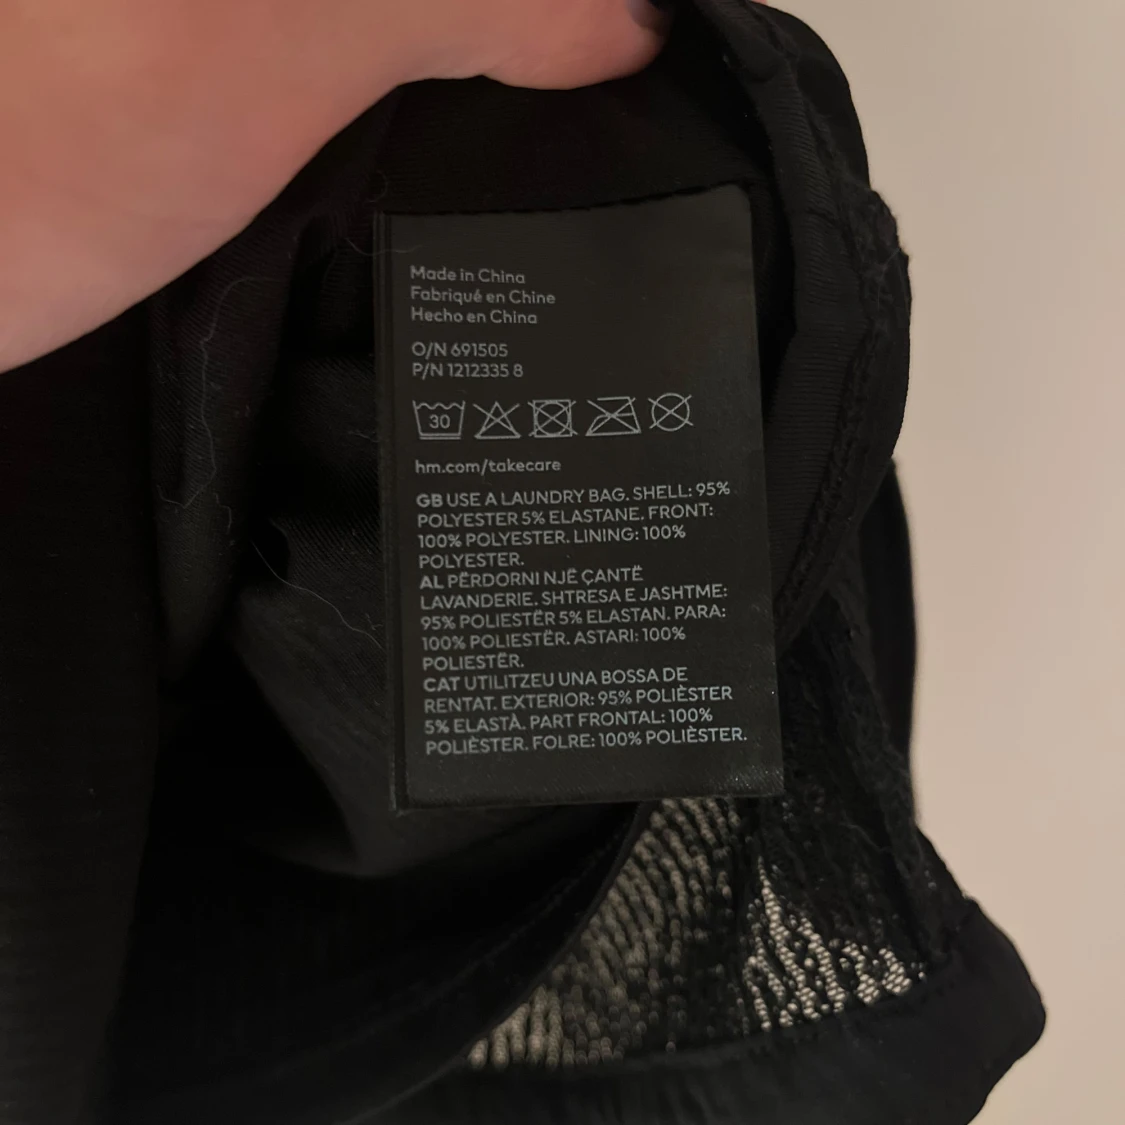 Made in China
Fabriqué en Chine
Hecho en China
O/N 691505
P/N 1212335 8
30
hm.com/takecare
GB USE A LAUNDRY BAG. SHELL: 95%
POLYESTER 5% ELASTANE. FRONT:
100% POLYESTER. LINING: 100%
POLYESTER.
AL PËRDORNI NJË ÇANTË
LAVANDERIE. SHTRESA E JASHTME:
95% POLIESTËR 5% ELASTAN. PARA:
100% POLIESTËR. ASTARI: 100%
POLIESTËR.
CAT UTILITZEU UNA BOSSA DE
RENTAT. EXTERIOR: 95% POLIÈSTER
5% ELASTÀ. PART FRONTAL: 100%
POLIÈSTER. FOLRE: 100% POLIÈSTER.